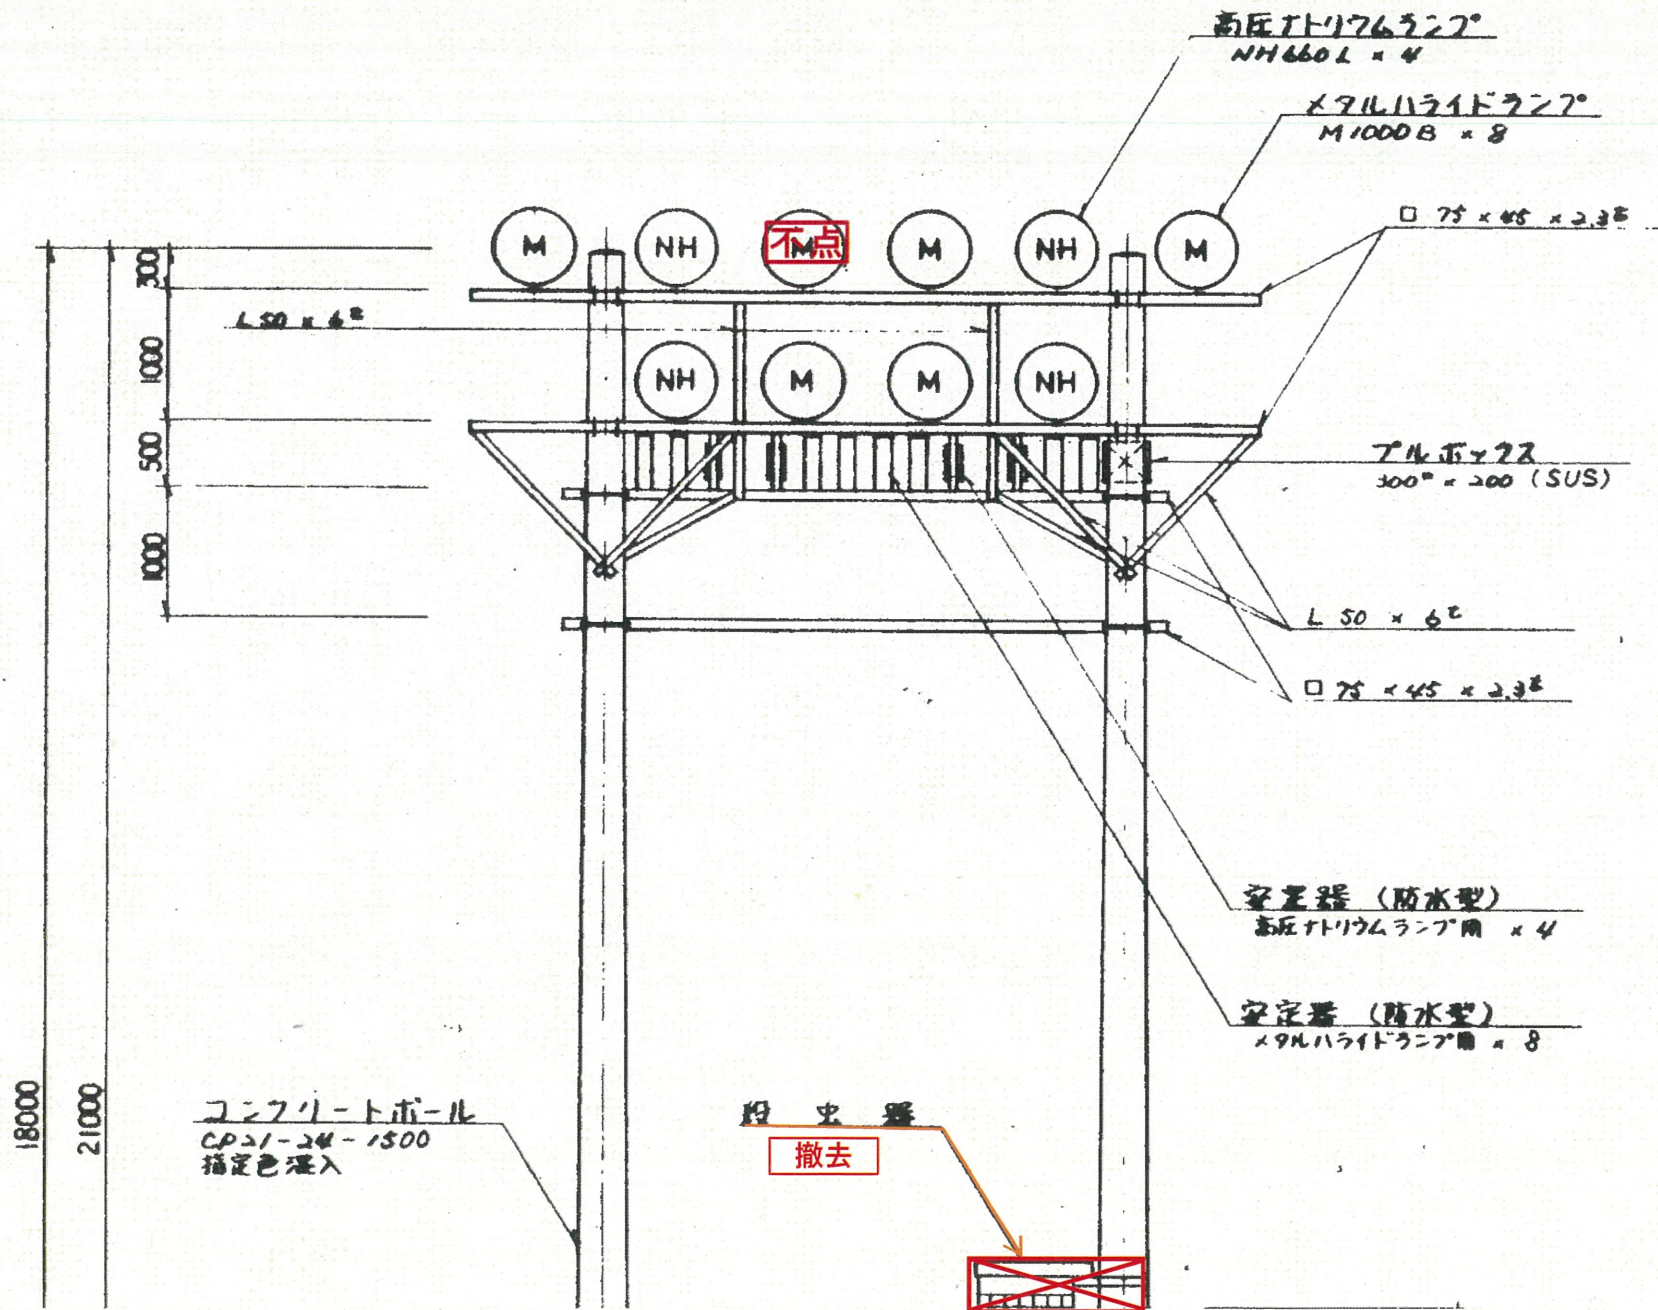 高圧ナトリウムランプ
NH660L × 4
メタルハライドランプ
M1000B × 8
□ 75 × 45 × 2.3t
M
NH
不点
M
M
NH
M
300
L50 × 6t
1000
NH
M
M
NH
500
プルボックス
300□ × 200 (SUS)
1000
L 50 × 6t
□ 75 × 45 × 2.3t
安定器 (防水型)
高圧ナトリウムランプ用 × 4
安定器 (防水型)
メタルハライドランプ用 × 8
18000
21000
コンクリートポール
CP21-24-1500
指定色混入
殺虫器
撤去